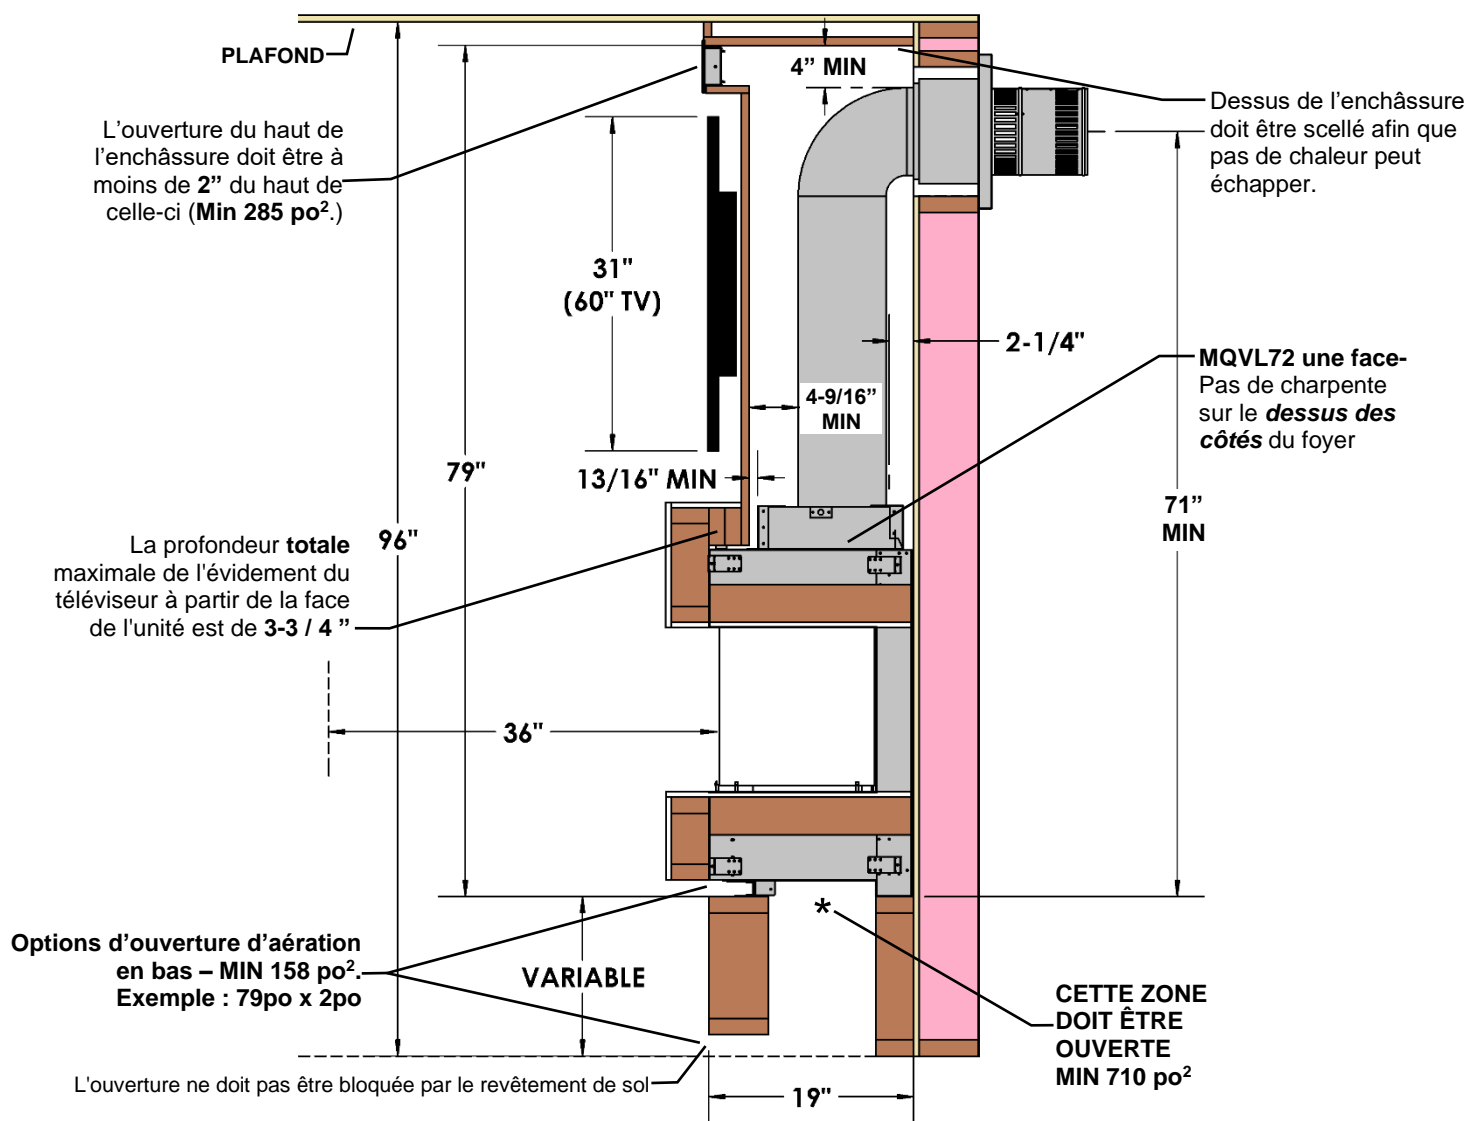 PLAFOND
4” MIN
L’ouverture du haut de
l’enchâssure doit être à
moins de 2” du haut de
celle-ci (Min 285 po².)
Dessus de l’enchâssure
doit être scellé afin que
pas de chaleur peut
échapper.
31"
(60" TV)
2-1/4"
MQVL72 une face-
Pas de charpente
sur le dessus des
côtés du foyer
4-9/16”
MIN
79"
13/16" MIN
71”
MIN
96"
La profondeur totale
maximale de l'évidement du
téléviseur à partir de la face
de l'unité est de 3-3 / 4 ”
36"
*
Options d’ouverture d’aération
en bas – MIN 158 po².
Exemple : 79po x 2po
VARIABLE
CETTE ZONE
DOIT ÊTRE
OUVERTE
MIN 710 po²
L'ouverture ne doit pas être bloquée par le revêtement de sol
19"